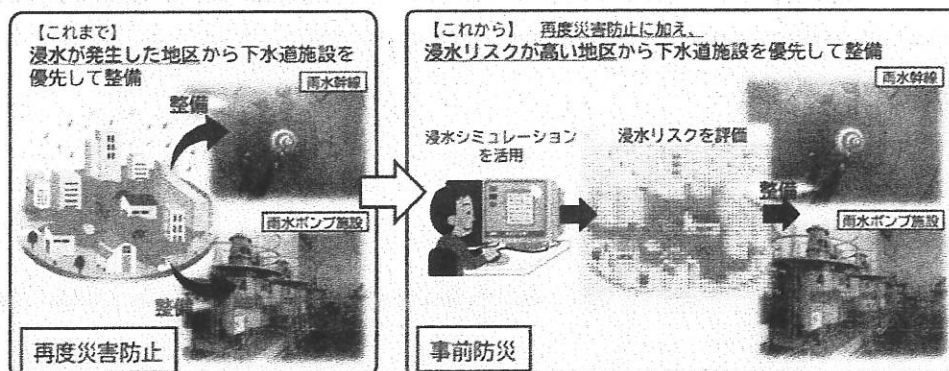 【これまで】
浸水が発生した地区から下水道施設を
優先して整備
雨水幹線
整備
雨水ポンプ施設
整備
再度災害防止
【これから】 再度災害防止に加え、
浸水リスクが高い地区から下水道施設を優先して整備
雨水幹線
浸水シミュレーション
を活用
浸水リスクを評価
整備
雨水ポンプ施設
事前防災